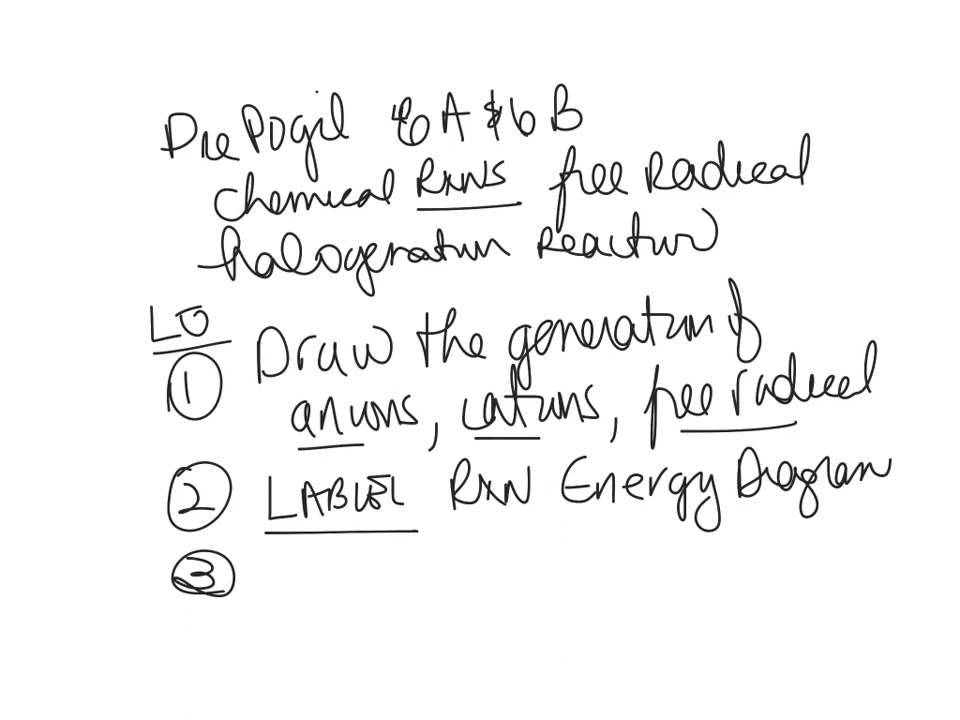 Pre Pogil 6A & 6B
chemical RXNS free Radical
halogenation Reaction
LO
① Draw the generation of
anions, cations, free radical
② LABLEL RXN Energy Diagram
③